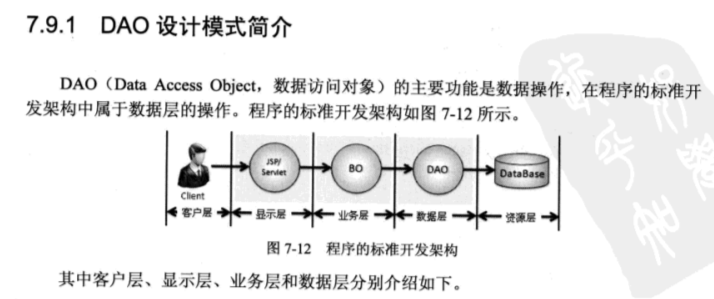 7.9.1 DAO 设计模式简介
DAO（Data Access Object，数据访问对象）的主要功能是数据操作，在程序的标准开
发架构中属于数据层的操作。程序的标准开发架构如图 7-12 所示。
JSP/
Servlet
BO
DAO
DataBase
Client
客户层 显示层 业务层 数据层 资源层
图 7-12 程序的标准开发架构
其中客户层、显示层、业务层和数据层分别介绍如下。